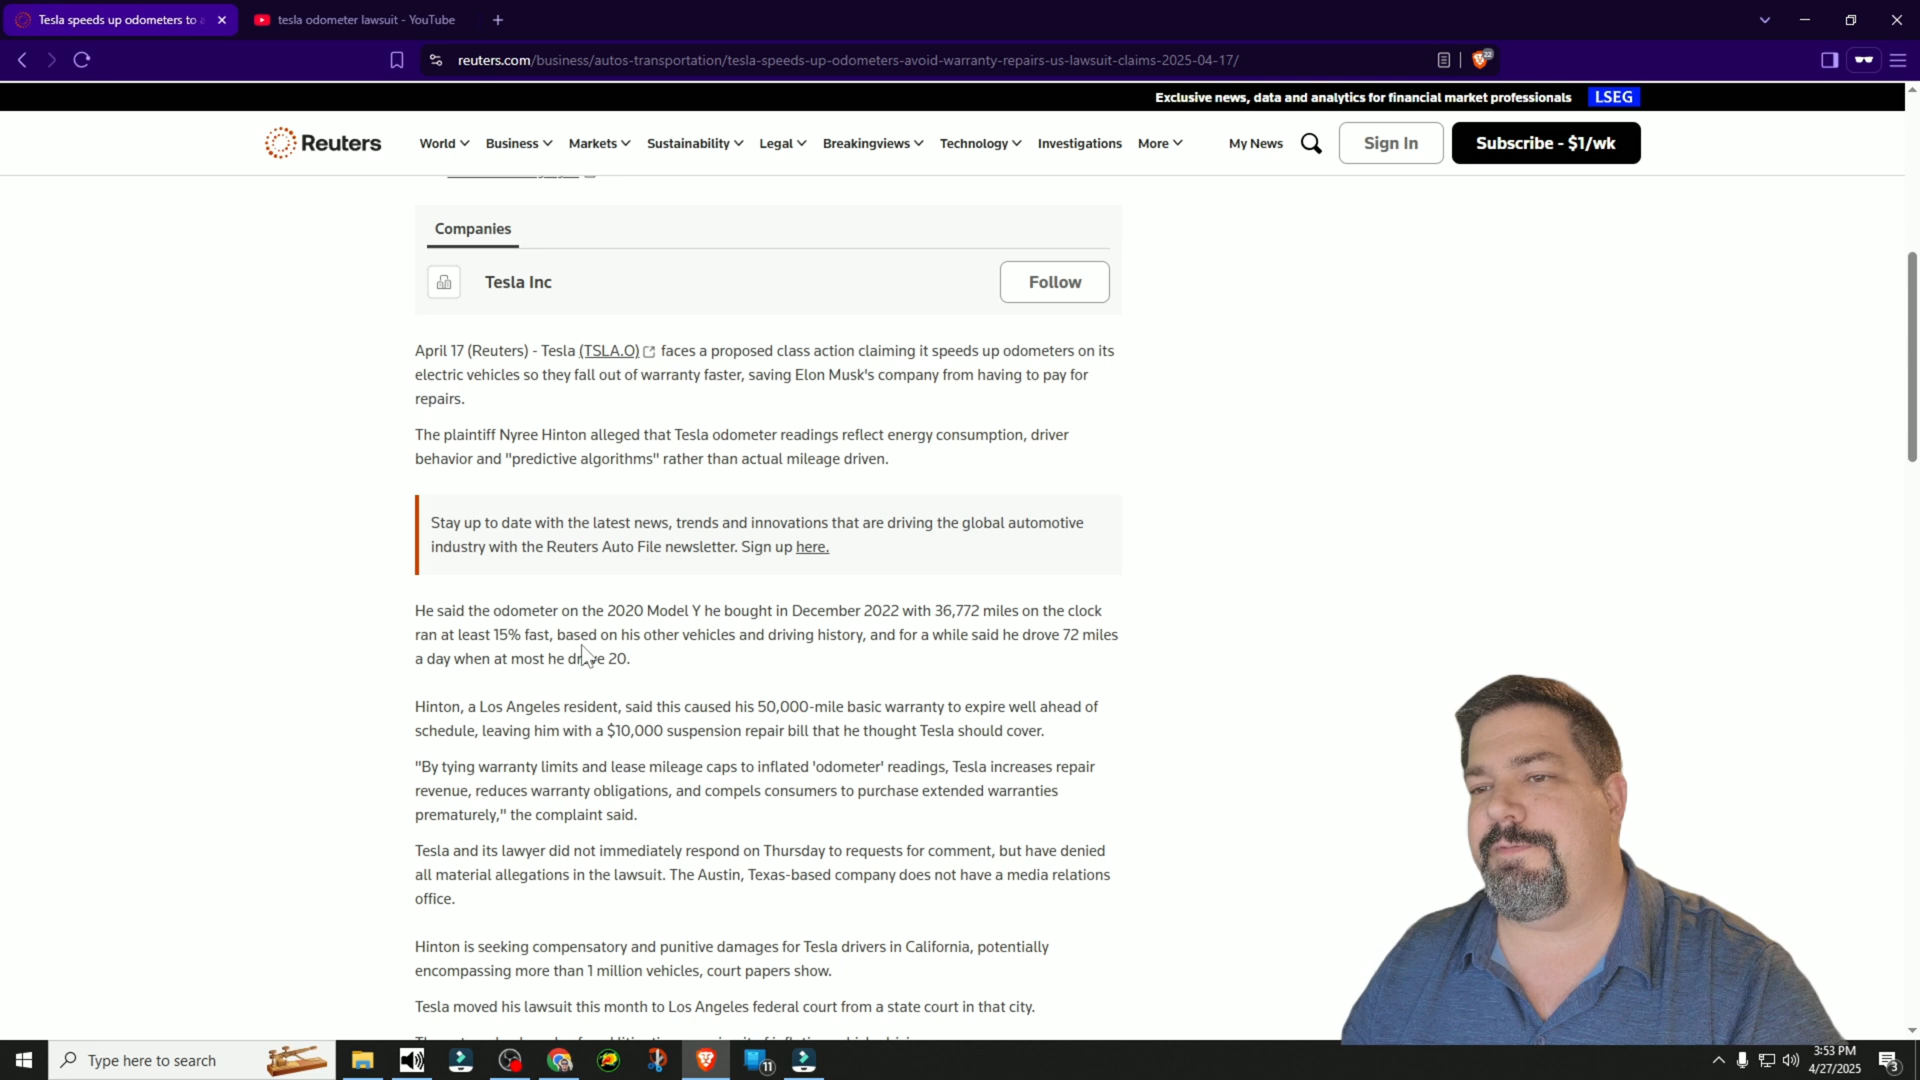 Tesla speeds up odometers to a
tesla odometer lawsuit - YouTube
reuters.com/business/autos-transportation/tesla-speeds-up-odometers-avoid-warranty-repairs-us-lawsuit-claims-2025-04-17/
22
Exclusive news, data and analytics for financial market professionals LSEG
Reuters World Business Markets Sustainability Legal Breakingviews Technology Investigations More My News Sign In Subscribe - $1/wk
Companies
Tesla Inc Follow
April 17 (Reuters) - Tesla (TSLA.O) faces a proposed class action claiming it speeds up odometers on its
electric vehicles so they fall out of warranty faster, saving Elon Musk's company from having to pay for
repairs.
The plaintiff Nyree Hinton alleged that Tesla odometer readings reflect energy consumption, driver
behavior and "predictive algorithms" rather than actual mileage driven.
Stay up to date with the latest news, trends and innovations that are driving the global automotive
industry with the Reuters Auto File newsletter. Sign up here.
He said the odometer on the 2020 Model Y he bought in December 2022 with 36,772 miles on the clock
ran at least 15% fast, based on his other vehicles and driving history, and for a while said he drove 72 miles
a day when at most he drove 20.
Hinton, a Los Angeles resident, said this caused his 50,000-mile basic warranty to expire well ahead of
schedule, leaving him with a $10,000 suspension repair bill that he thought Tesla should cover.
"By tying warranty limits and lease mileage caps to inflated 'odometer' readings, Tesla increases repair
revenue, reduces warranty obligations, and compels consumers to purchase extended warranties
prematurely," the complaint said.
Tesla and its lawyer did not immediately respond on Thursday to requests for comment, but have denied
all material allegations in the lawsuit. The Austin, Texas-based company does not have a media relations
office.
Hinton is seeking compensatory and punitive damages for Tesla drivers in California, potentially
encompassing more than 1 million vehicles, court papers show.
Tesla moved his lawsuit this month to Los Angeles federal court from a state court in that city.
Type here to search
11
3:53 PM
4/27/2025
3